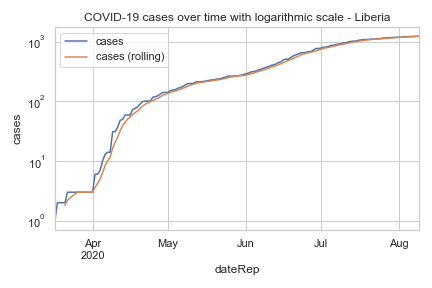 COVID-19 cases over time with logarithmic scale - Liberia
cases
cases (rolling)
10³
10²
10¹
10⁰
cases
Apr
2020
May
Jun
Jul
Aug
dateRep